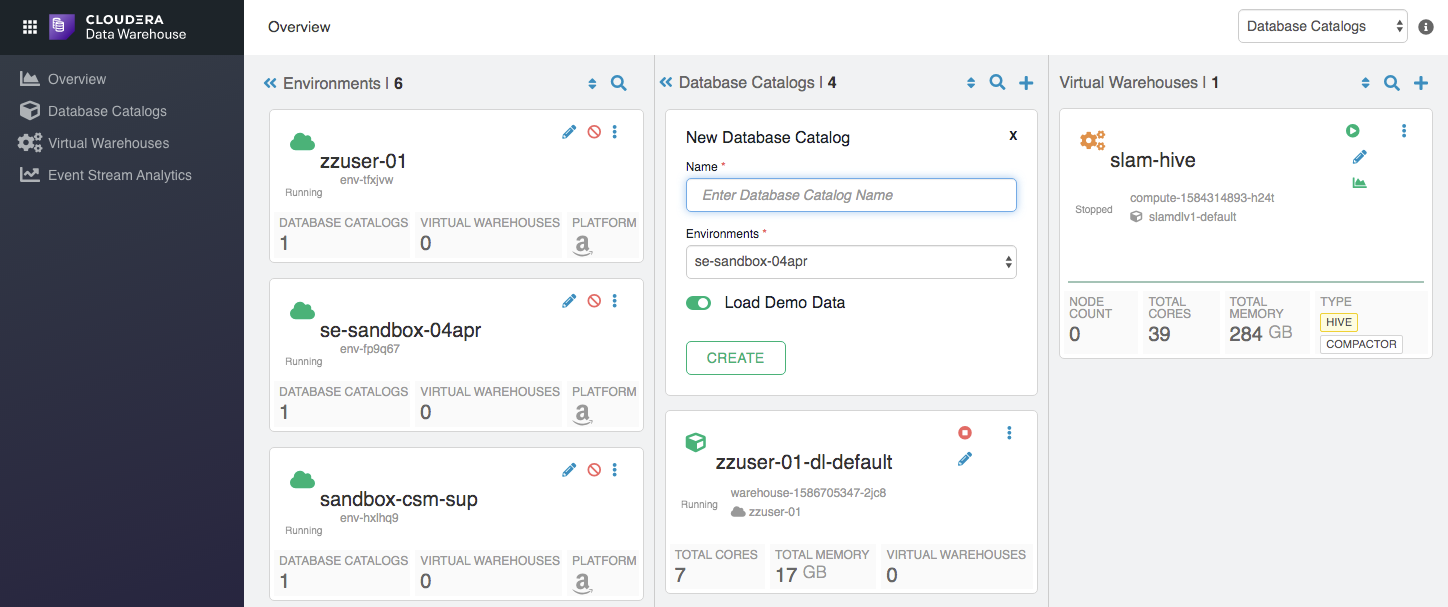 CLOUDERA
Data Warehouse
Overview
Database Catalogs
Virtual Warehouses
Event Stream Analytics
Overview
Database Catalogs
Environments | 6
zzuser-01
env-tfxjvw
Running
DATABASE CATALOGS VIRTUAL WAREHOUSES PLATFORM
1 0 a
se-sandbox-04apr
env-fp9q67
Running
DATABASE CATALOGS VIRTUAL WAREHOUSES PLATFORM
1 0 a
sandbox-csm-sup
env-hxlhq9
Running
DATABASE CATALOGS VIRTUAL WAREHOUSES PLATFORM
1 0 a
Database Catalogs | 4
New Database Catalog X
Name *
Enter Database Catalog Name
Environments *
se-sandbox-04apr
Load Demo Data
CREATE
zzuser-01-dl-default
warehouse-1586705347-2jc8
Running
zzuser-01
TOTAL CORES TOTAL MEMORY VIRTUAL WAREHOUSES
7 17 GB 0
Virtual Warehouses | 1
slam-hive
compute-1584314893-h24t
Stopped
slamdlv1-default
NODE COUNT
0
TOTAL CORES
39
TOTAL MEMORY
284 GB
TYPE
HIVE
COMPACTOR